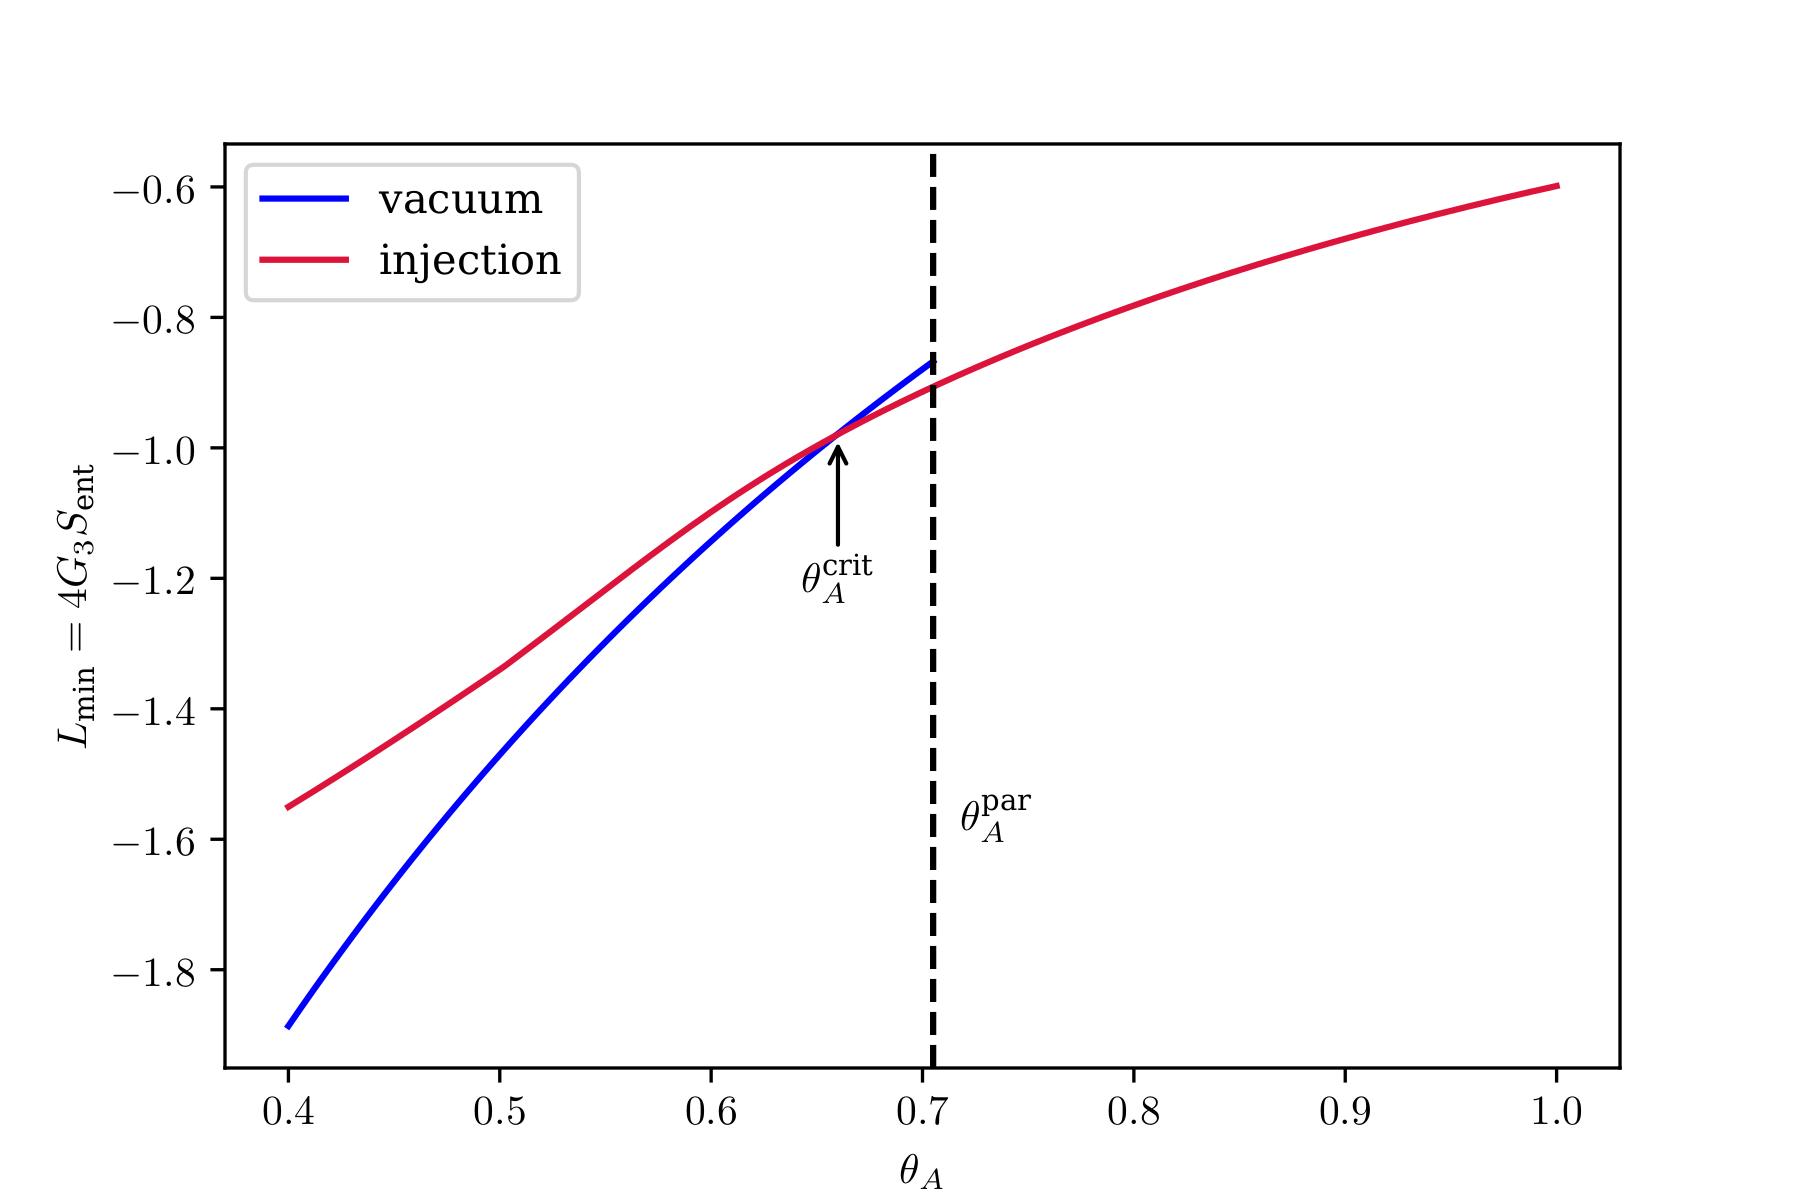 vacuum
injection
−0.6
−0.8
−1.0
−1.2
−1.4
−1.6
−1.8
L_min = 4G_3 S_ent
θ_A^crit
θ_A^par
0.4 0.5 0.6 0.7 0.8 0.9 1.0
θ_A